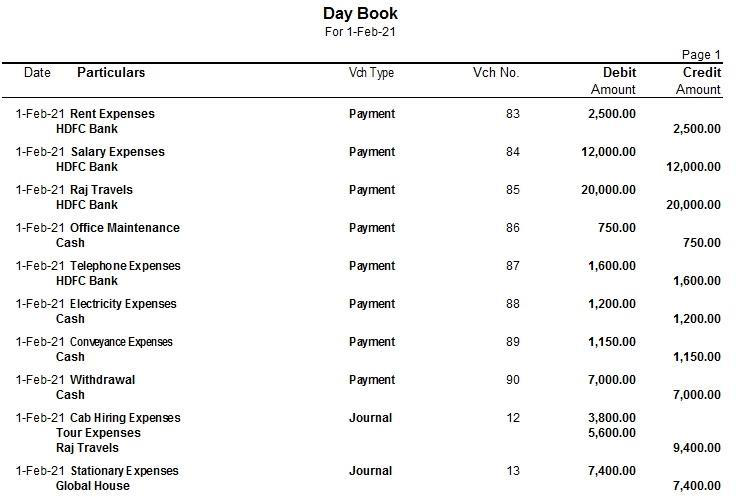 Day Book
For 1-Feb-21
Page 1
Date Particulars Vch Type Vch No. Debit Credit
Amount Amount
1-Feb-21 Rent Expenses Payment 83 2,500.00
HDFC Bank 2,500.00
1-Feb-21 Salary Expenses Payment 84 12,000.00
HDFC Bank 12,000.00
1-Feb-21 Raj Travels Payment 85 20,000.00
HDFC Bank 20,000.00
1-Feb-21 Office Maintenance Payment 86 750.00
Cash 750.00
1-Feb-21 Telephone Expenses Payment 87 1,600.00
HDFC Bank 1,600.00
1-Feb-21 Electricity Expenses Payment 88 1,200.00
Cash 1,200.00
1-Feb-21 Conveyance Expenses Payment 89 1,150.00
Cash 1,150.00
1-Feb-21 Withdrawal Payment 90 7,000.00
Cash 7,000.00
1-Feb-21 Cab Hiring Expenses Journal 12 3,800.00
Tour Expenses 5,600.00
Raj Travels 9,400.00
1-Feb-21 Stationary Expenses Journal 13 7,400.00
Global House 7,400.00